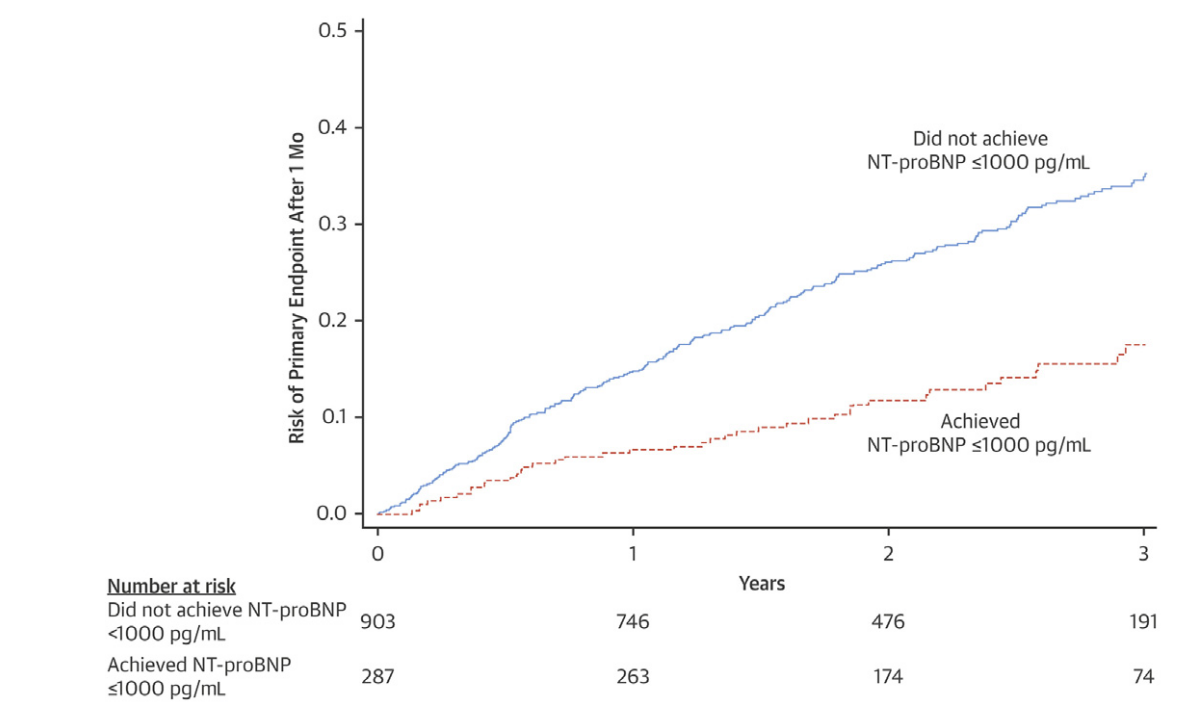 0.5
0.4
0.3
0.2
0.1
0.0
Risk of Primary Endpoint After 1 Mo
Did not achieve
NT-proBNP ≤1000 pg/mL
Achieved
NT-proBNP ≤1000 pg/mL
0 1 2 3
Years
Number at risk
Did not achieve NT-proBNP
<1000 pg/mL
903 746 476 191
Achieved NT-proBNP
≤1000 pg/mL
287 263 174 74